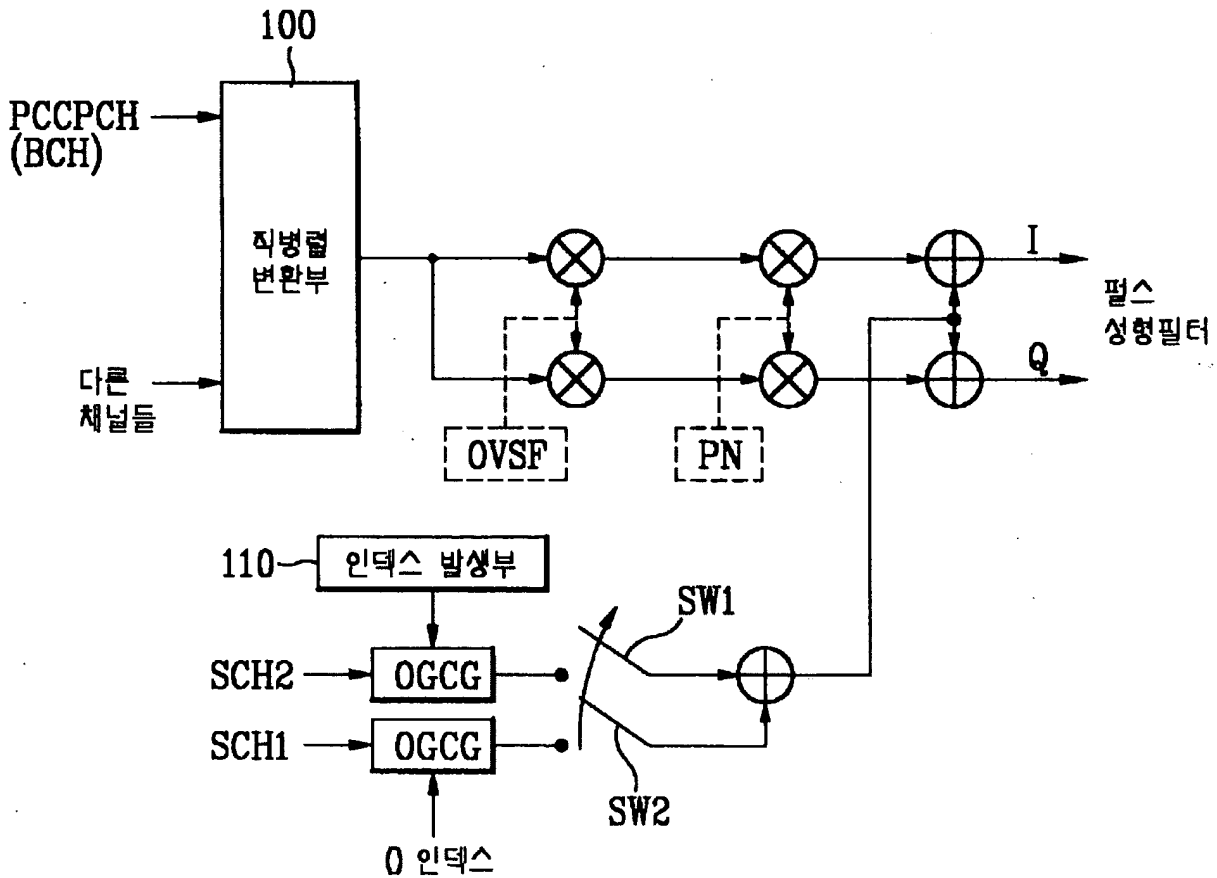 100
PCCPCH
(BCH)
직병렬
변환부
다른
채널들
I
펄스
성형필터
Q
OVSF
PN
110
인덱스 발생부
SW1
SCH2
OGCG
SCH1
OGCG
SW2
0 인덱스